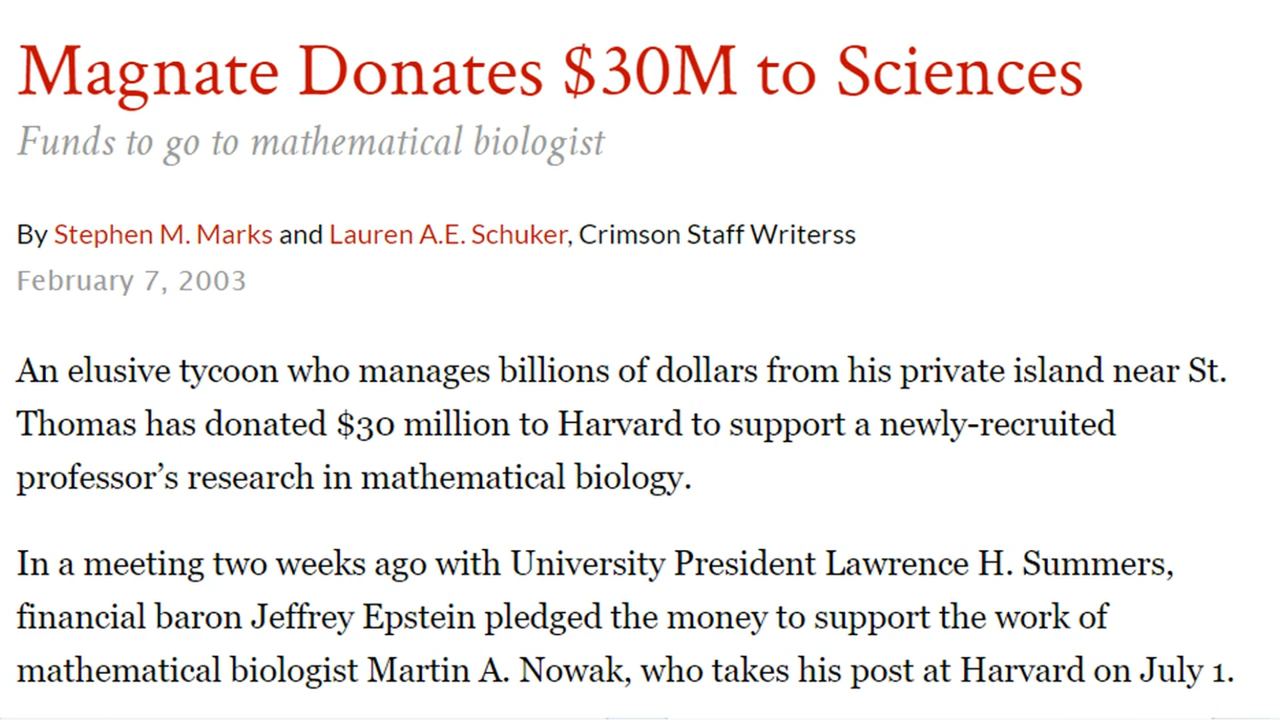 Magnate Donates $30M to Sciences
Funds to go to mathematical biologist
By Stephen M. Marks and Lauren A.E. Schuker, Crimson Staff Writerss
February 7, 2003
An elusive tycoon who manages billions of dollars from his private island near St.
Thomas has donated $30 million to Harvard to support a newly-recruited
professor’s research in mathematical biology.
In a meeting two weeks ago with University President Lawrence H. Summers,
financial baron Jeffrey Epstein pledged the money to support the work of
mathematical biologist Martin A. Nowak, who takes his post at Harvard on July 1.